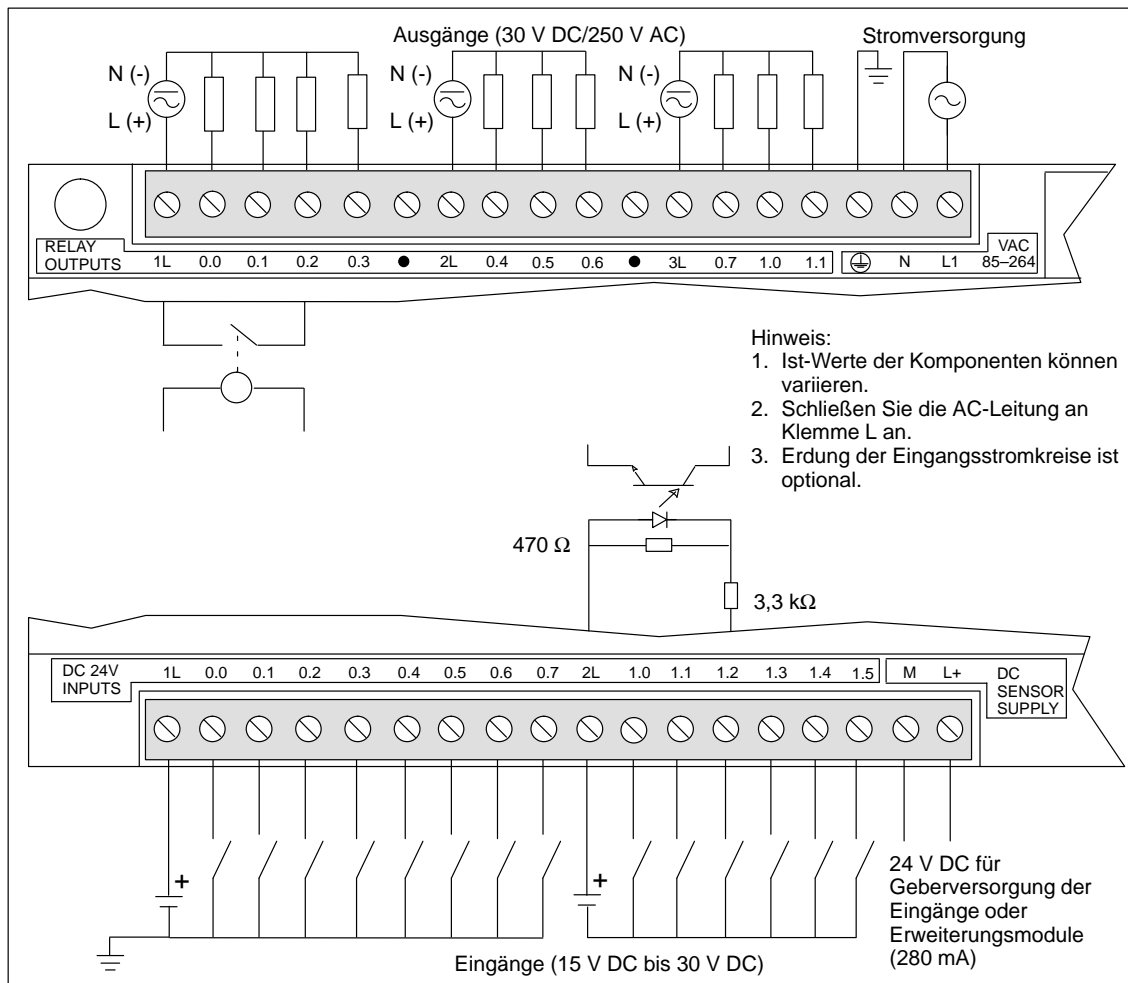 Ausgänge (30 V DC/250 V AC)
Stromversorgung
N (-)
N (-)
N (-)
L (+)
L (+)
L (+)
RELAY
OUTPUTS
1L 0.0 0.1 0.2 0.3 ● 2L 0.4 0.5 0.6 ● 3L 0.7 1.0 1.1 N L1
VAC
85–264
Hinweis:
1. Ist-Werte der Komponenten können
variieren.
2. Schließen Sie die AC-Leitung an
Klemme L an.
3. Erdung der Eingangsstromkreise ist
optional.
470 Ω
3,3 kΩ
DC 24V
INPUTS
1L 0.0 0.1 0.2 0.3 0.4 0.5 0.6 0.7 2L 1.0 1.1 1.2 1.3 1.4 1.5 M L+
DC
SENSOR
SUPPLY
+
+
24 V DC für
Geberversorgung der
Eingänge oder
Erweiterungsmodule
(280 mA)
Eingänge (15 V DC bis 30 V DC)